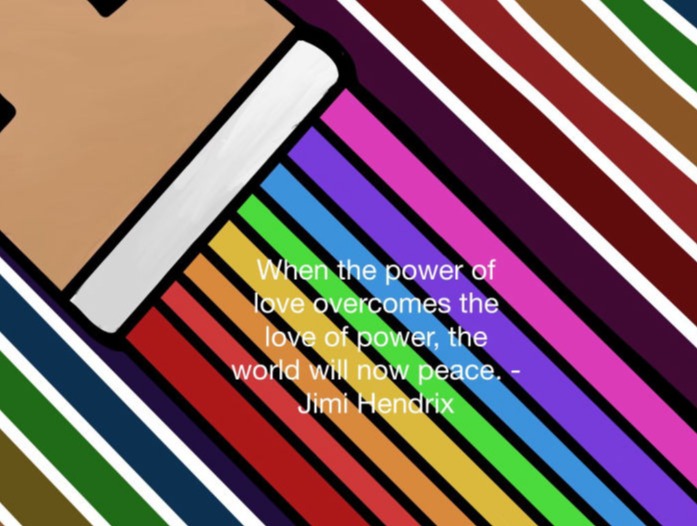 When the power of
love overcomes the
love of power, the
world will now peace. -
Jimi Hendrix